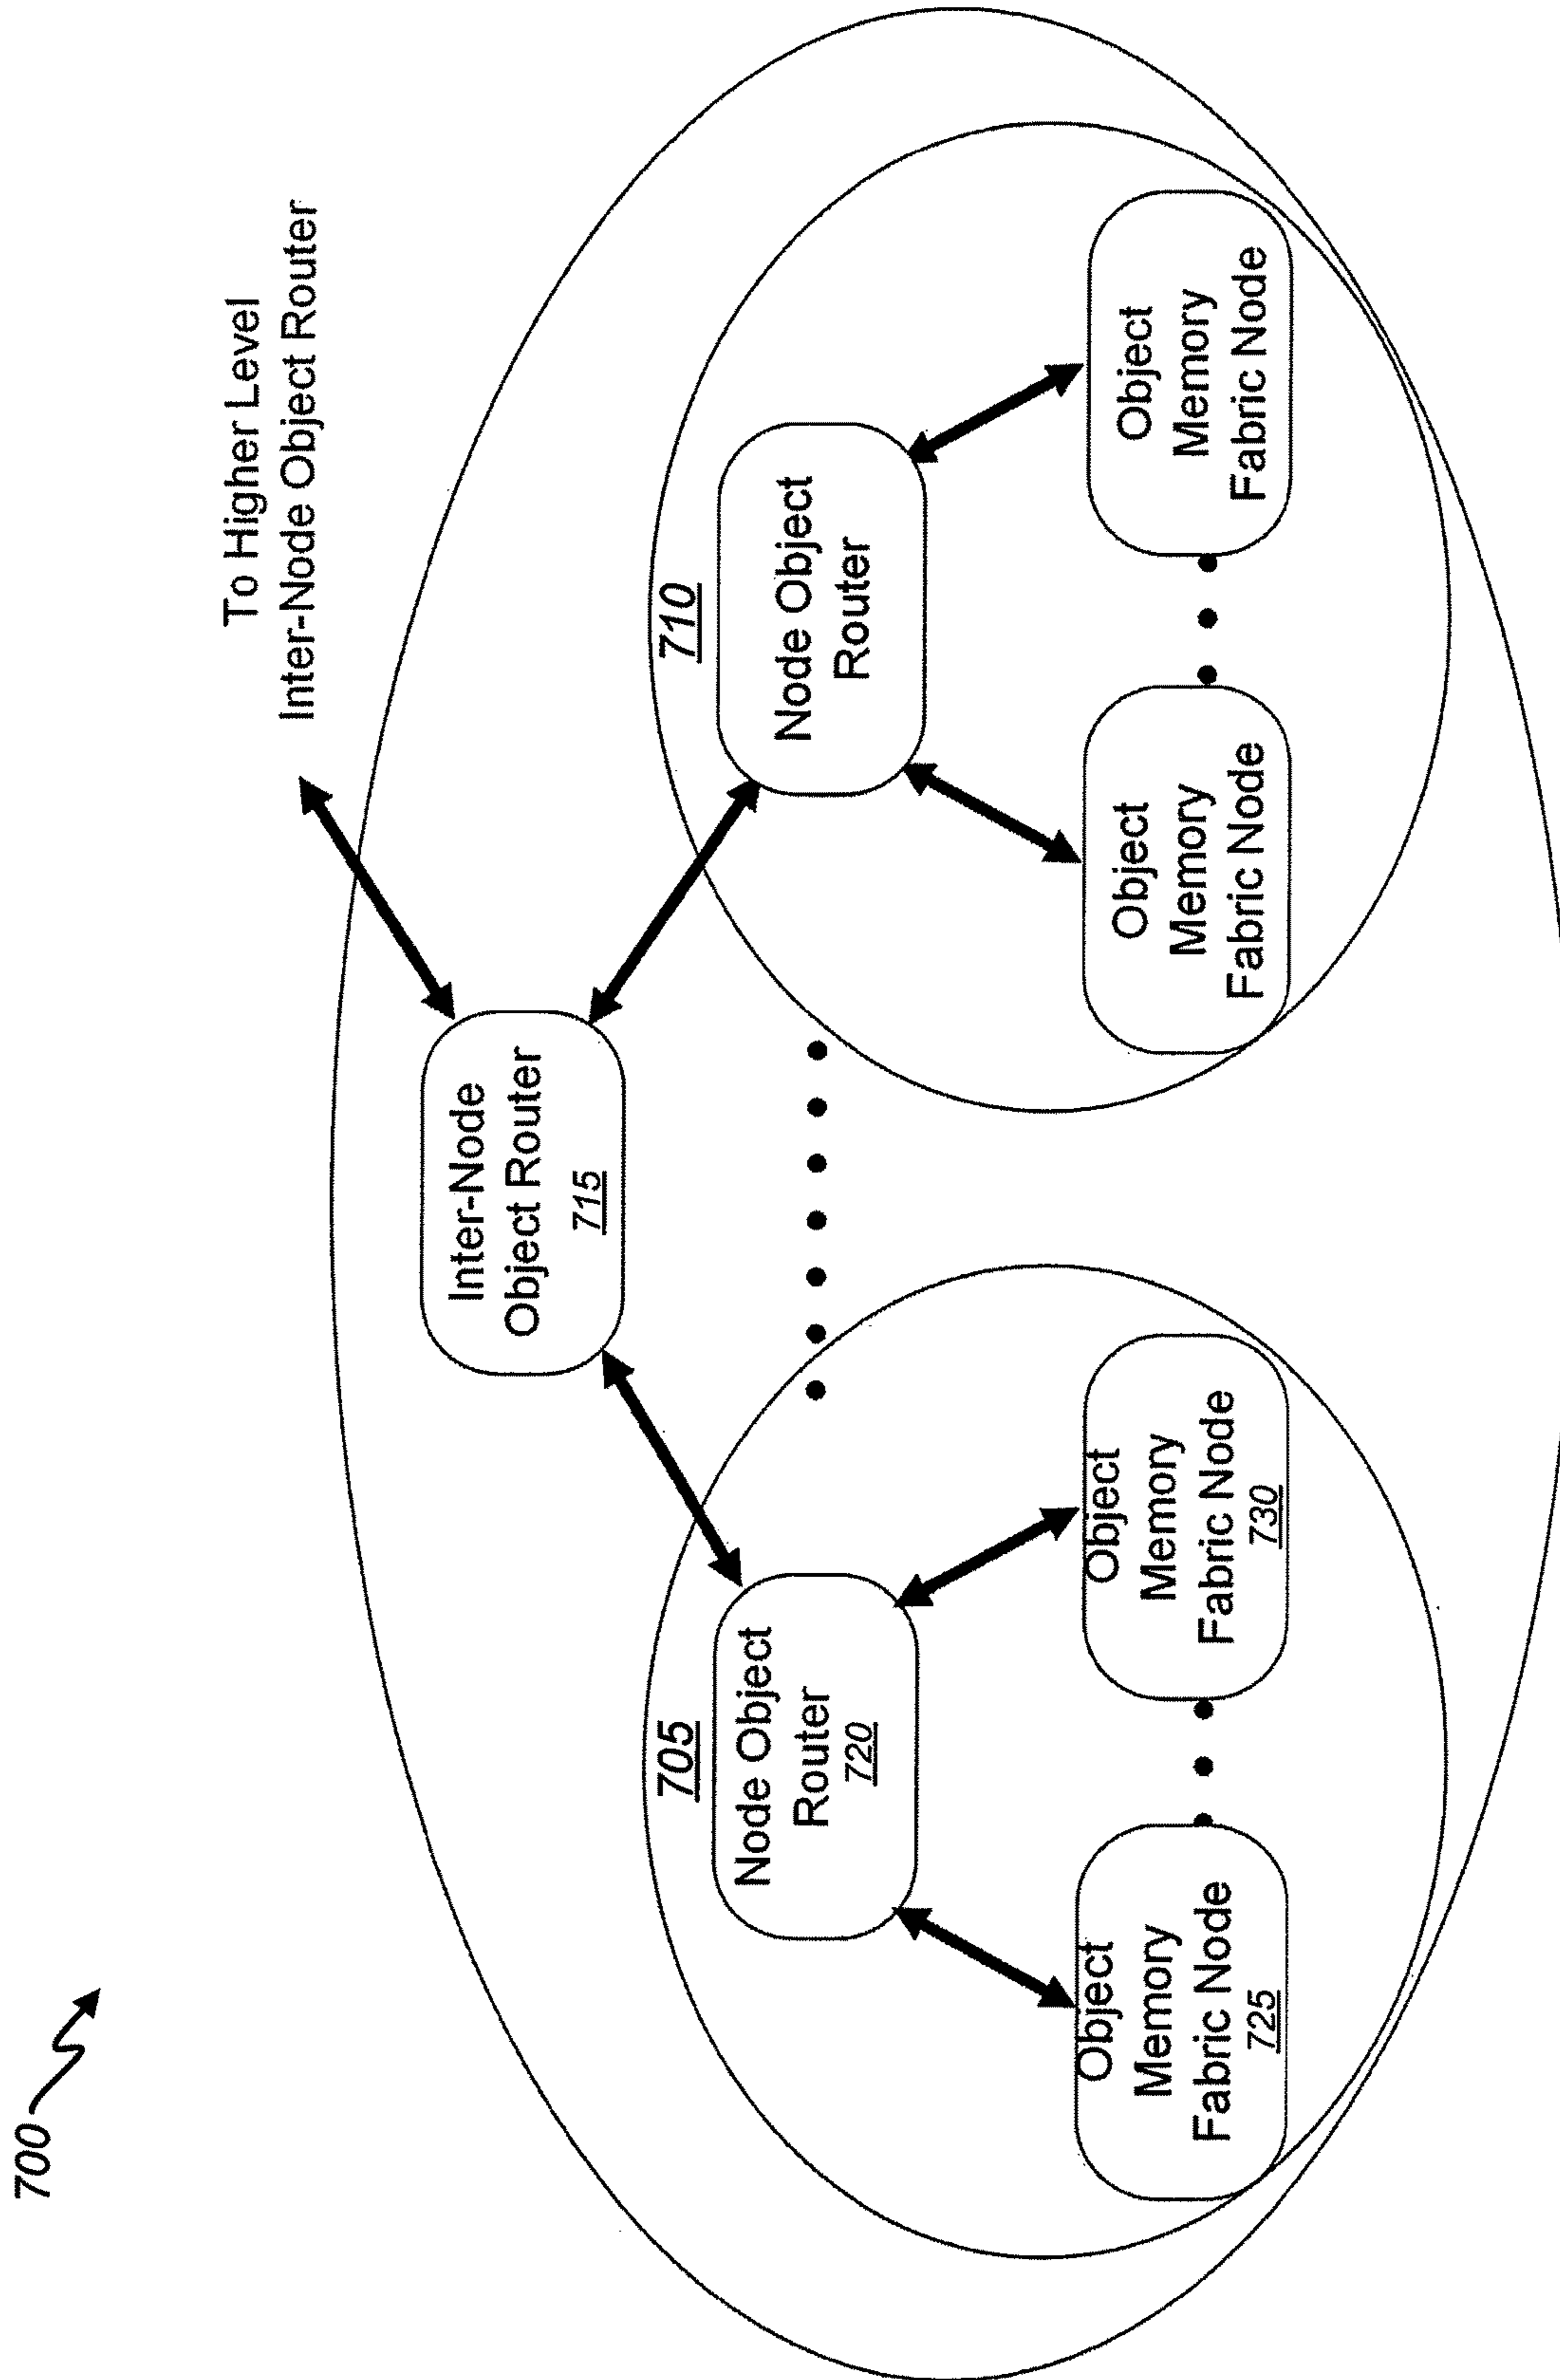 700
To Higher Level
Inter-Node Object Router
Inter-Node
Object Router
715
705
Node Object
Router
720
710
Node Object
Router
Object
Memory
Fabric Node
725
Object
Memory
Fabric Node
730
Object
Memory
Fabric Node
Object
Memory
Fabric Node